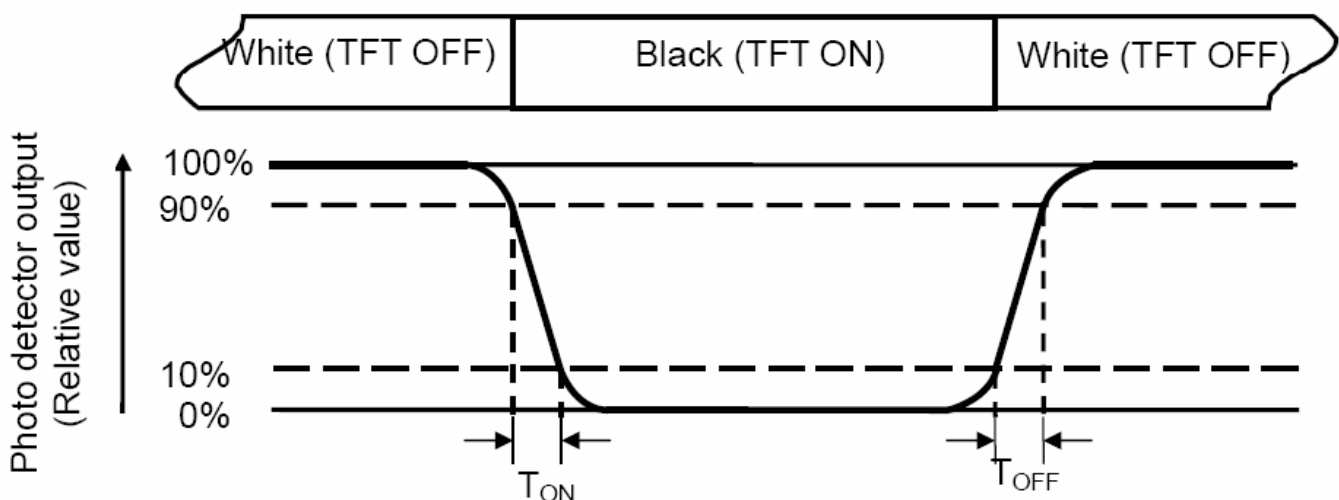 White (TFT OFF)
Black (TFT ON)
White (TFT OFF)
Photo detector output
(Relative value)
100%
90%
10%
0%
TON
TOFF